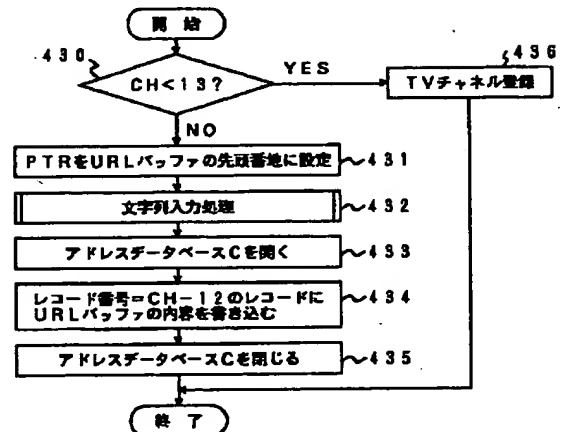 開 始
430
CH<13?
YES
436
TVチャネル登録
NO
PTRをURLバッファの先頭番地に設定
431
文字列入力処理
432
アドレスデータベースCを開く
433
レコード番号=CH-12のレコードに
URLバッファの内容を書き込む
434
アドレスデータベースCを閉じる
435
終 了